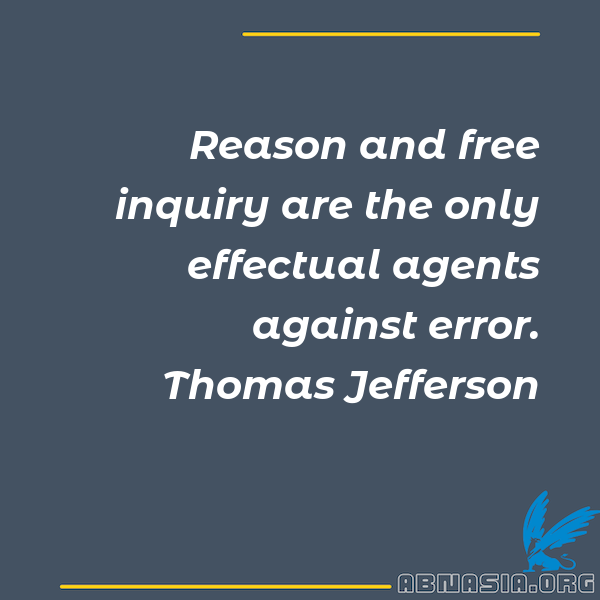 Reason and free
inquiry are the only
effectual agents
against error.
Thomas Jefferson
ABNASIA.ORG